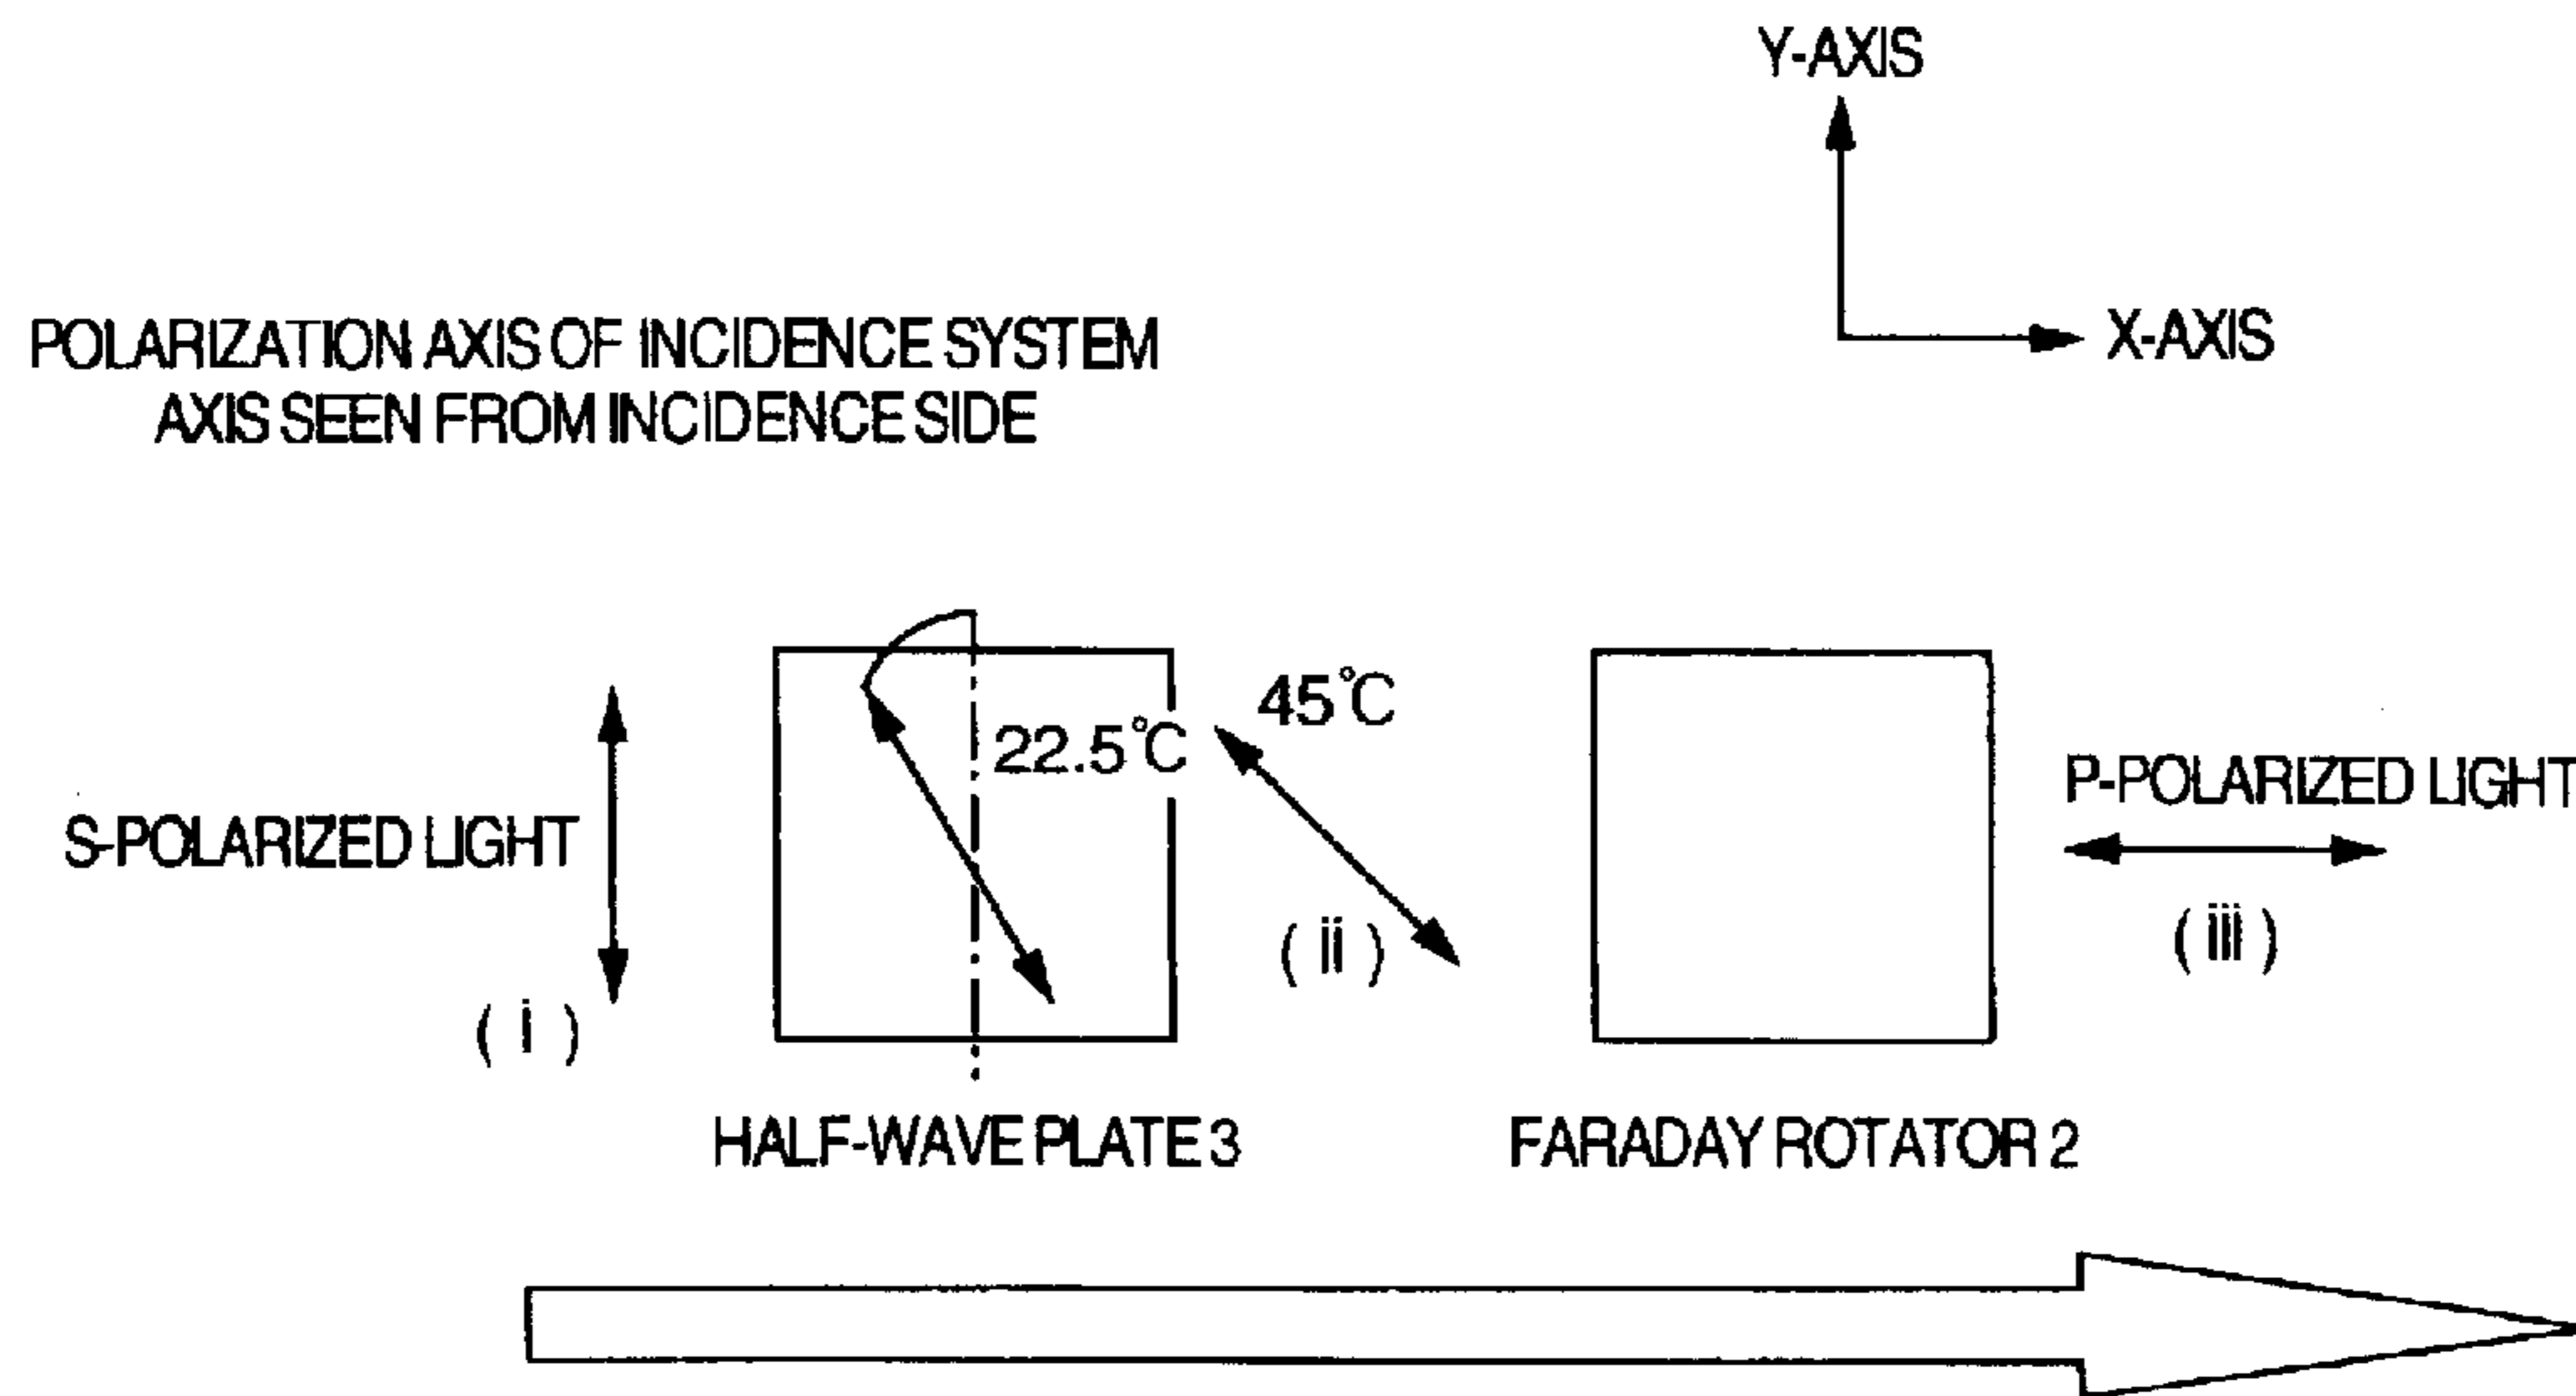 Y-AXIS
X-AXIS
POLARIZATION AXIS OF INCIDENCE SYSTEM
AXIS SEEN FROM INCIDENCE SIDE
45°C
22.5°C
P-POLARIZED LIGHT
S-POLARIZED LIGHT
( i )
( ii )
( iii )
HALF-WAVE PLATE 3
FARADAY ROTATOR 2